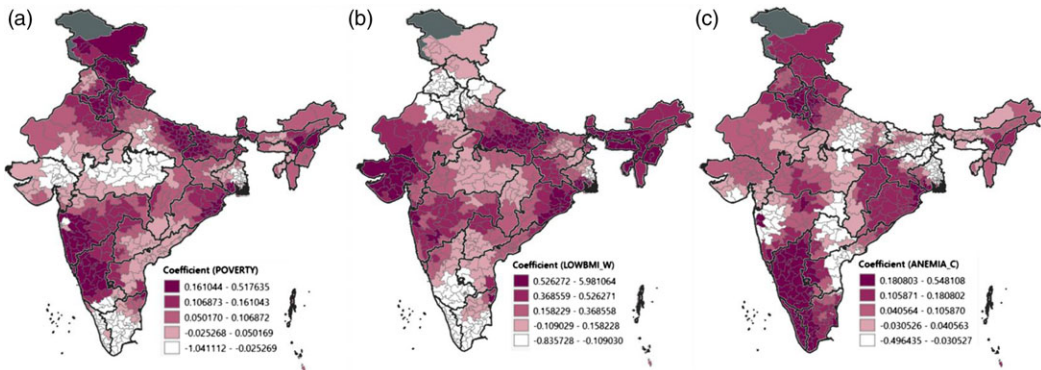 (a)
Coefficient (POVERTY)
0.161044 - 0.517635
0.106873 - 0.161043
0.050170 - 0.106872
-0.025268 - 0.050169
-1.041112 - -0.025269
(b)
Coefficient (LOWBMI_W)
0.526272 - 5.981064
0.368559 - 0.526271
0.158229 - 0.368558
-0.109029 - 0.158228
-0.835728 - -0.109030
(c)
Coefficient (ANEMIA_C)
0.180803 - 0.548108
0.105871 - 0.180802
0.040564 - 0.105870
-0.030526 - 0.040563
-0.496435 - -0.030527